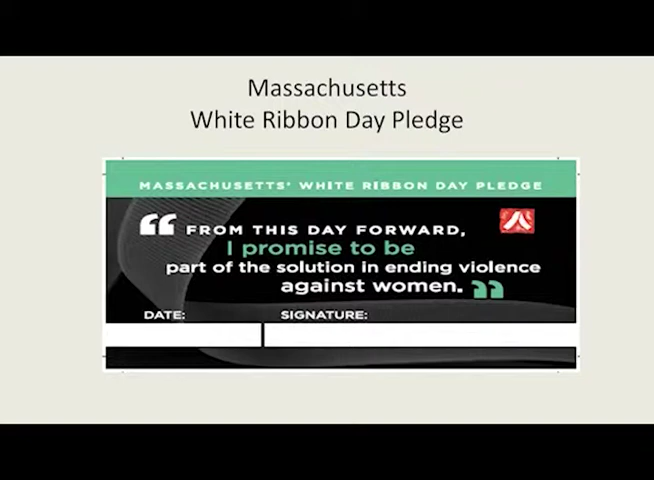 Massachusetts
White Ribbon Day Pledge
MASSACHUSETTS' WHITE RIBBON DAY PLEDGE
“ FROM THIS DAY FORWARD,
I promise to be
part of the solution in ending violence
against women. ”
DATE: SIGNATURE: